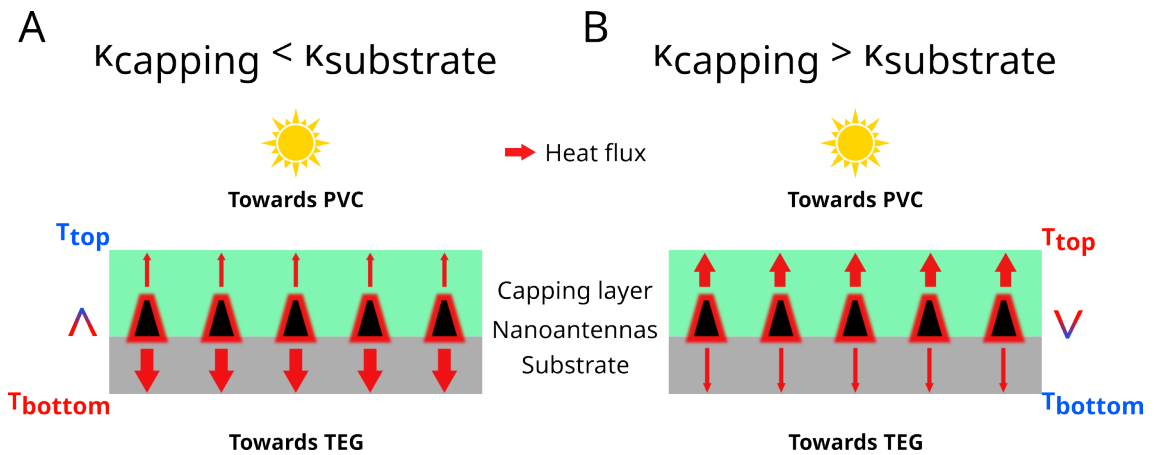 A
κcapping < κsubstrate
Towards PVC
Ttop
<
Tbottom
Towards TEG
Heat flux
Capping layer
Nanoantennas
Substrate
B
κcapping > κsubstrate
Towards PVC
Ttop
>
Tbottom
Towards TEG